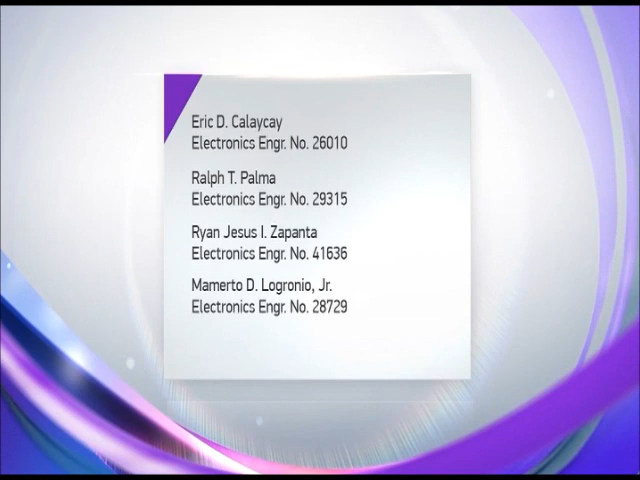 Eric D. Calaycay
Electronics Engr. No. 26010
Ralph T. Palma
Electronics Engr. No. 29315
Ryan Jesus I. Zapanta
Electronics Engr. No. 41636
Mamerto D. Logronio, Jr.
Electronics Engr. No. 28729